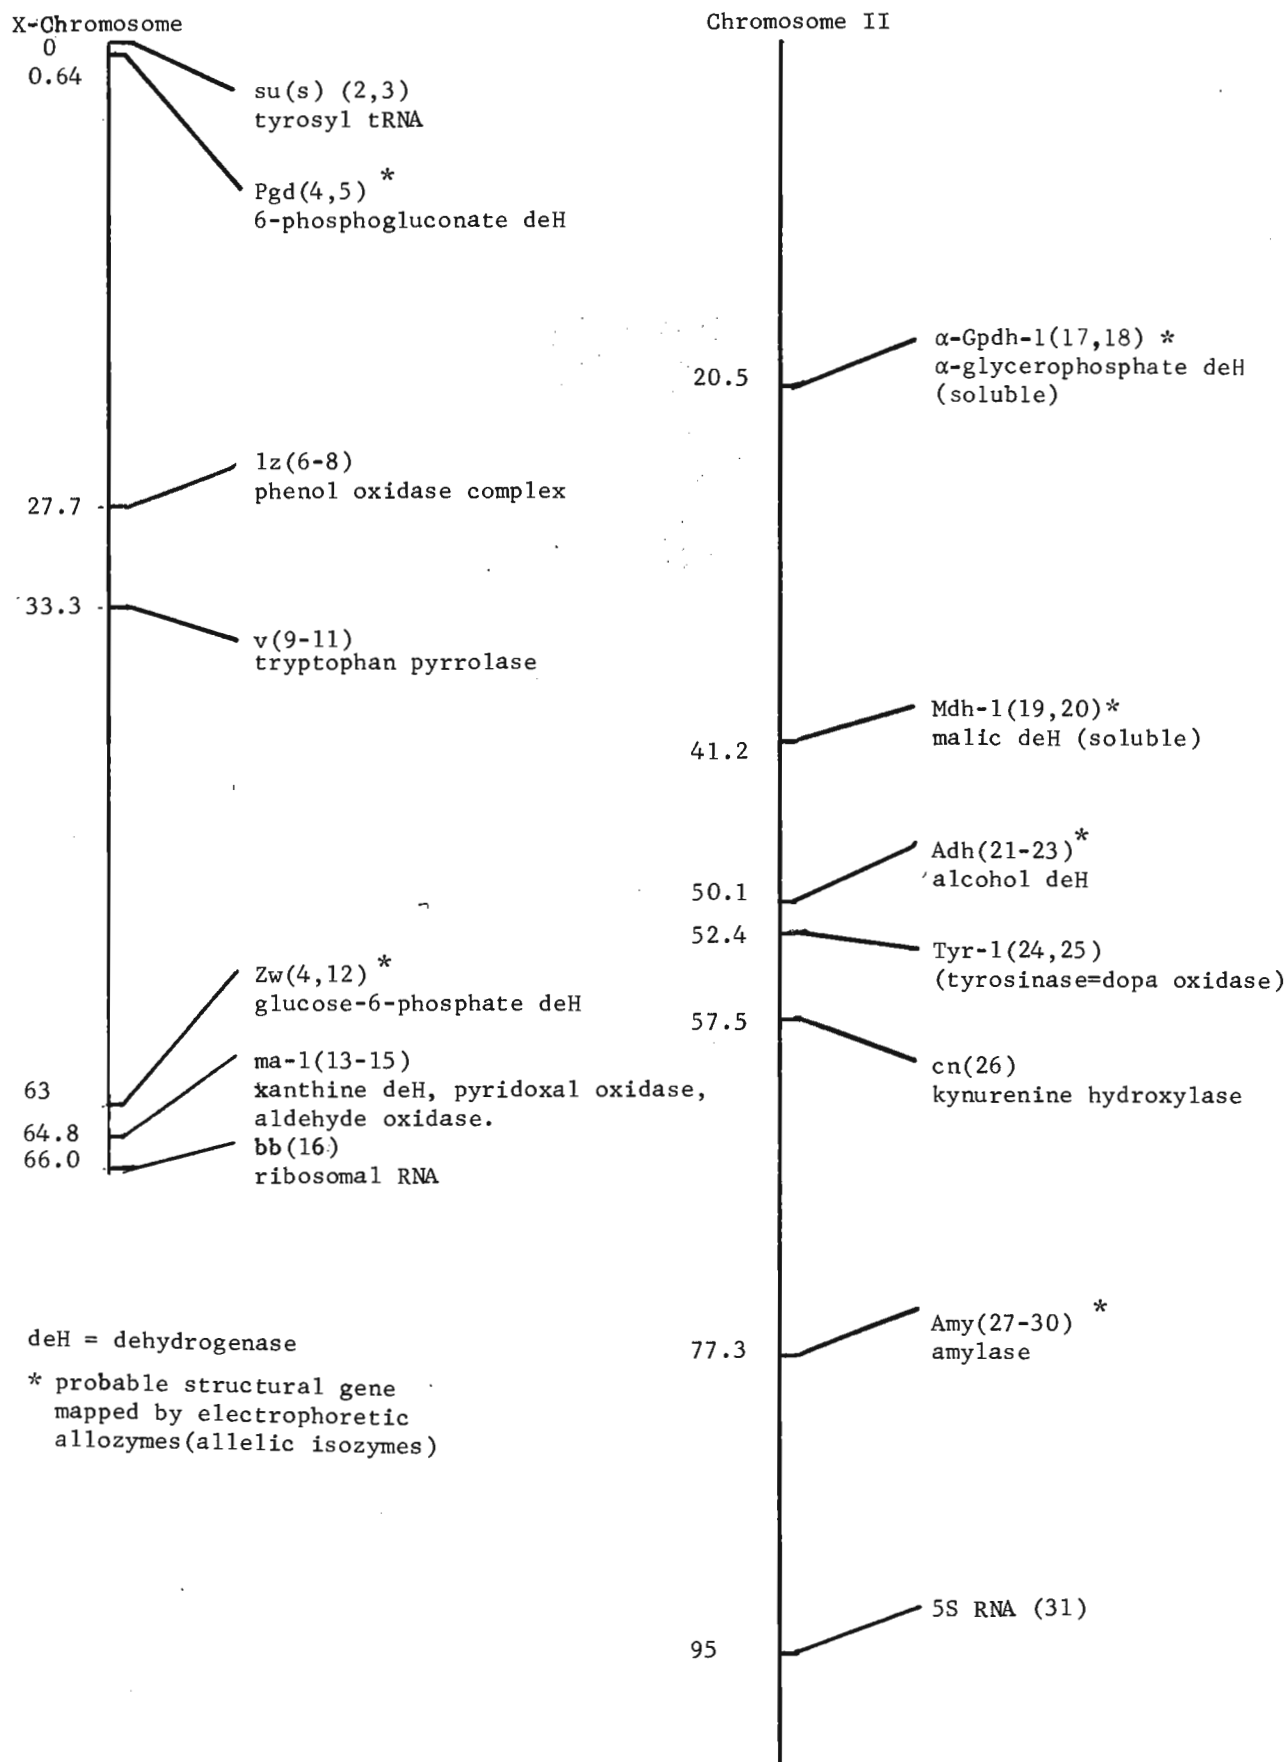 X-Chromosome
0
0.64
su(s) (2,3)
tyrosyl tRNA
Pgd(4,5) *
6-phosphogluconate deH
27.7
lz(6-8)
phenol oxidase complex
33.3
v(9-11)
tryptophan pyrrolase
Zw(4,12) *
glucose-6-phosphate deH
63
ma-l(13-15)
xanthine deH, pyridoxal oxidase,
aldehyde oxidase.
64.8
66.0
bb(16)
ribosomal RNA
deH = dehydrogenase
* probable structural gene
mapped by electrophoretic
allozymes(allelic isozymes)
Chromosome II
20.5
α-Gpdh-1(17,18) *
α-glycerophosphate deH
(soluble)
41.2
Mdh-1(19,20)*
malic deH (soluble)
50.1
Adh(21-23)*
alcohol deH
52.4
Tyr-1(24,25)
(tyrosinase=dopa oxidase)
57.5
cn(26)
kynurenine hydroxylase
77.3
Amy(27-30) *
amylase
95
5S RNA (31)